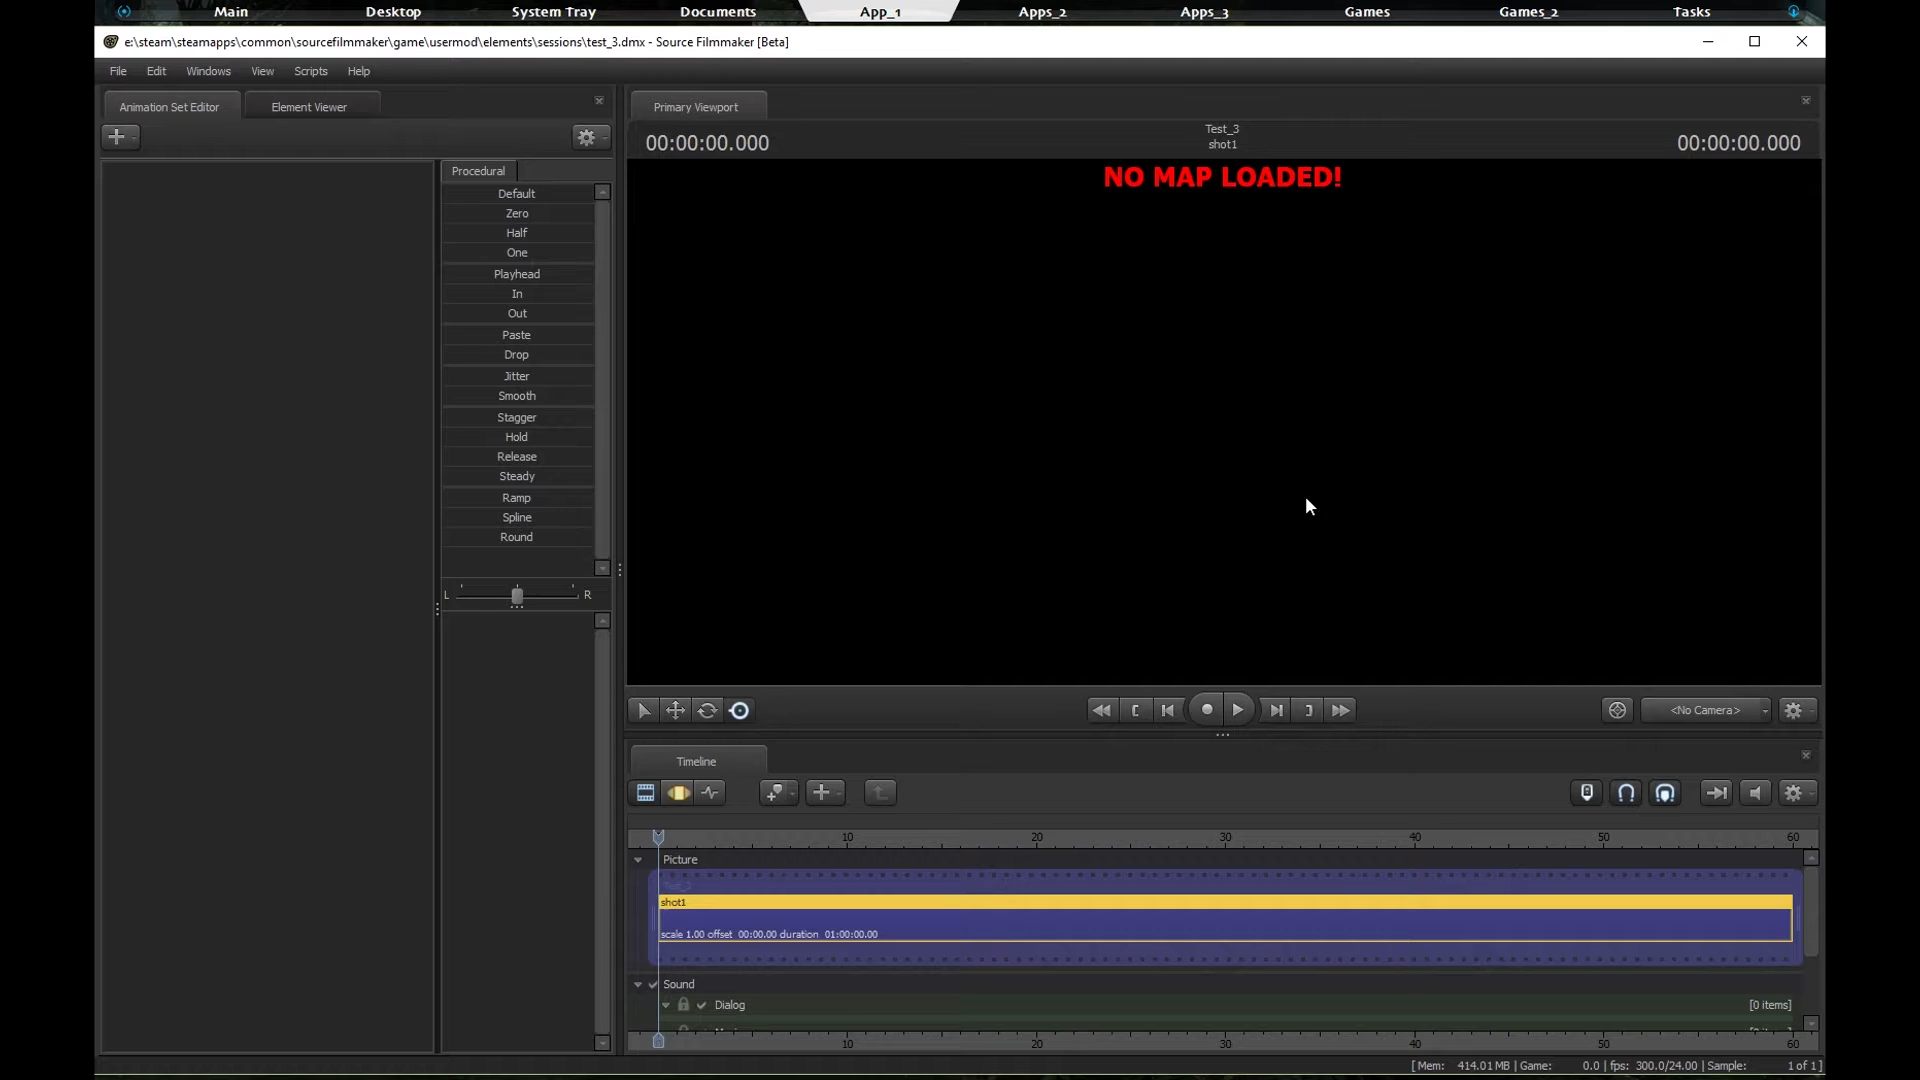 Main Desktop System Tray Documents App_1 Apps_2 Apps_3 Games Games_2 Tasks
e:\steam\steamapps\common\sourcefilmmaker\game\usermod\elements\sessions\test_3.dmx - Source Filmmaker [Beta]
File Edit Windows View Scripts Help
Animation Set Editor Element Viewer
Procedural
Default
Zero
Half
One
Playhead
In
Out
Paste
Drop
Jitter
Smooth
Stagger
Hold
Release
Steady
Ramp
Spline
Round
L R
Primary Viewport
00:00:00.000 Test_3 00:00:00.000
shot1
NO MAP LOADED!
<No Camera>
Timeline
10 20 30 40 50 60
Picture
Test_3
shot1
scale 1.00 offset 00:00.00 duration 01:00:00.00
Sound
Dialog [0 items]
10 20 30 40 50 60
[ Mem: 414.01 MB | Game: 0.0 | fps: 300.0/24.00 | Sample: 1 of 1 ]